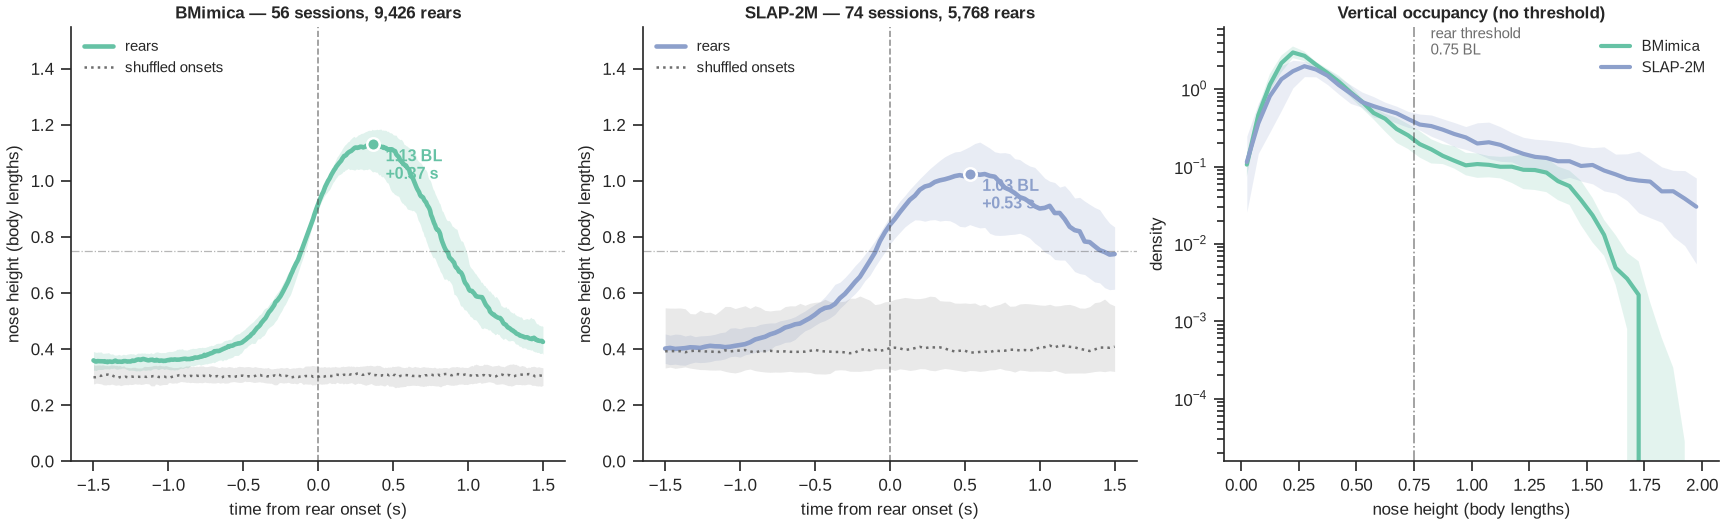 BMimica — 56 sessions, 9,426 rears
rears
shuffled onsets
1.13 BL
+0.37 s
nose height (body lengths)
1.4
1.2
1.0
0.8
0.6
0.4
0.2
0.0
−1.5 −1.0 −0.5 0.0 0.5 1.0 1.5
time from rear onset (s)
SLAP-2M — 74 sessions, 5,768 rears
rears
shuffled onsets
1.03 BL
+0.53 s
nose height (body lengths)
1.4
1.2
1.0
0.8
0.6
0.4
0.2
0.0
−1.5 −1.0 −0.5 0.0 0.5 1.0 1.5
time from rear onset (s)
Vertical occupancy (no threshold)
rear threshold
0.75 BL
BMimica
SLAP-2M
density
10⁰
10⁻¹
10⁻²
10⁻³
10⁻⁴
0.00 0.25 0.50 0.75 1.00 1.25 1.50 1.75 2.00
nose height (body lengths)